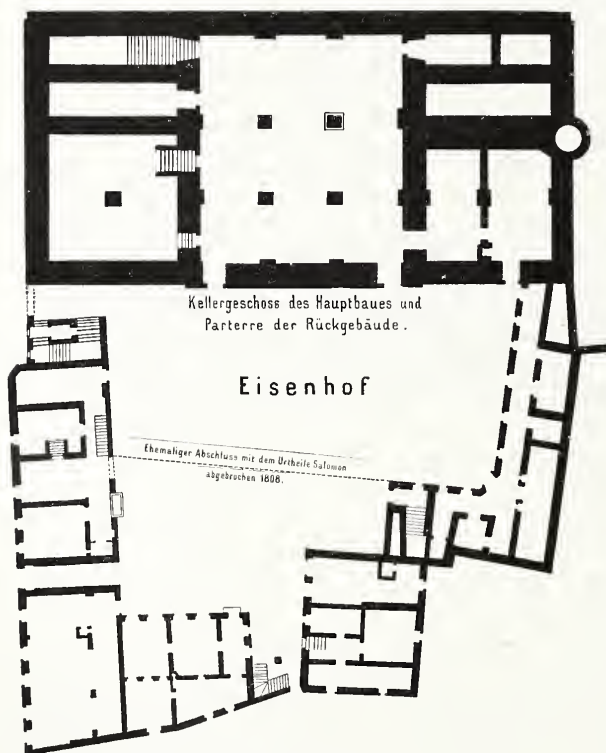 Kellergeschoss des Hauptbaues und
Parterre der Rückgebäude.
Eisenhof
Ehemaliger Abschluss mit dem Urtheile Salomon
abgebrochen 1808.